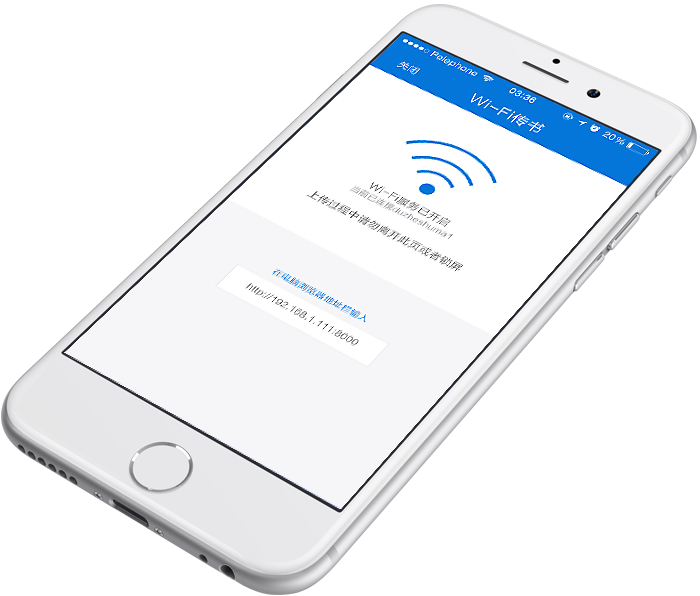 Pelephone 03:36 20%
关闭 Wi-Fi传书
Wi-Fi服务已开启
当前已连接duzheshuma1
上传过程中请勿离开此页或者锁屏
在电脑浏览器地址栏输入
http://192.168.1.111:8000